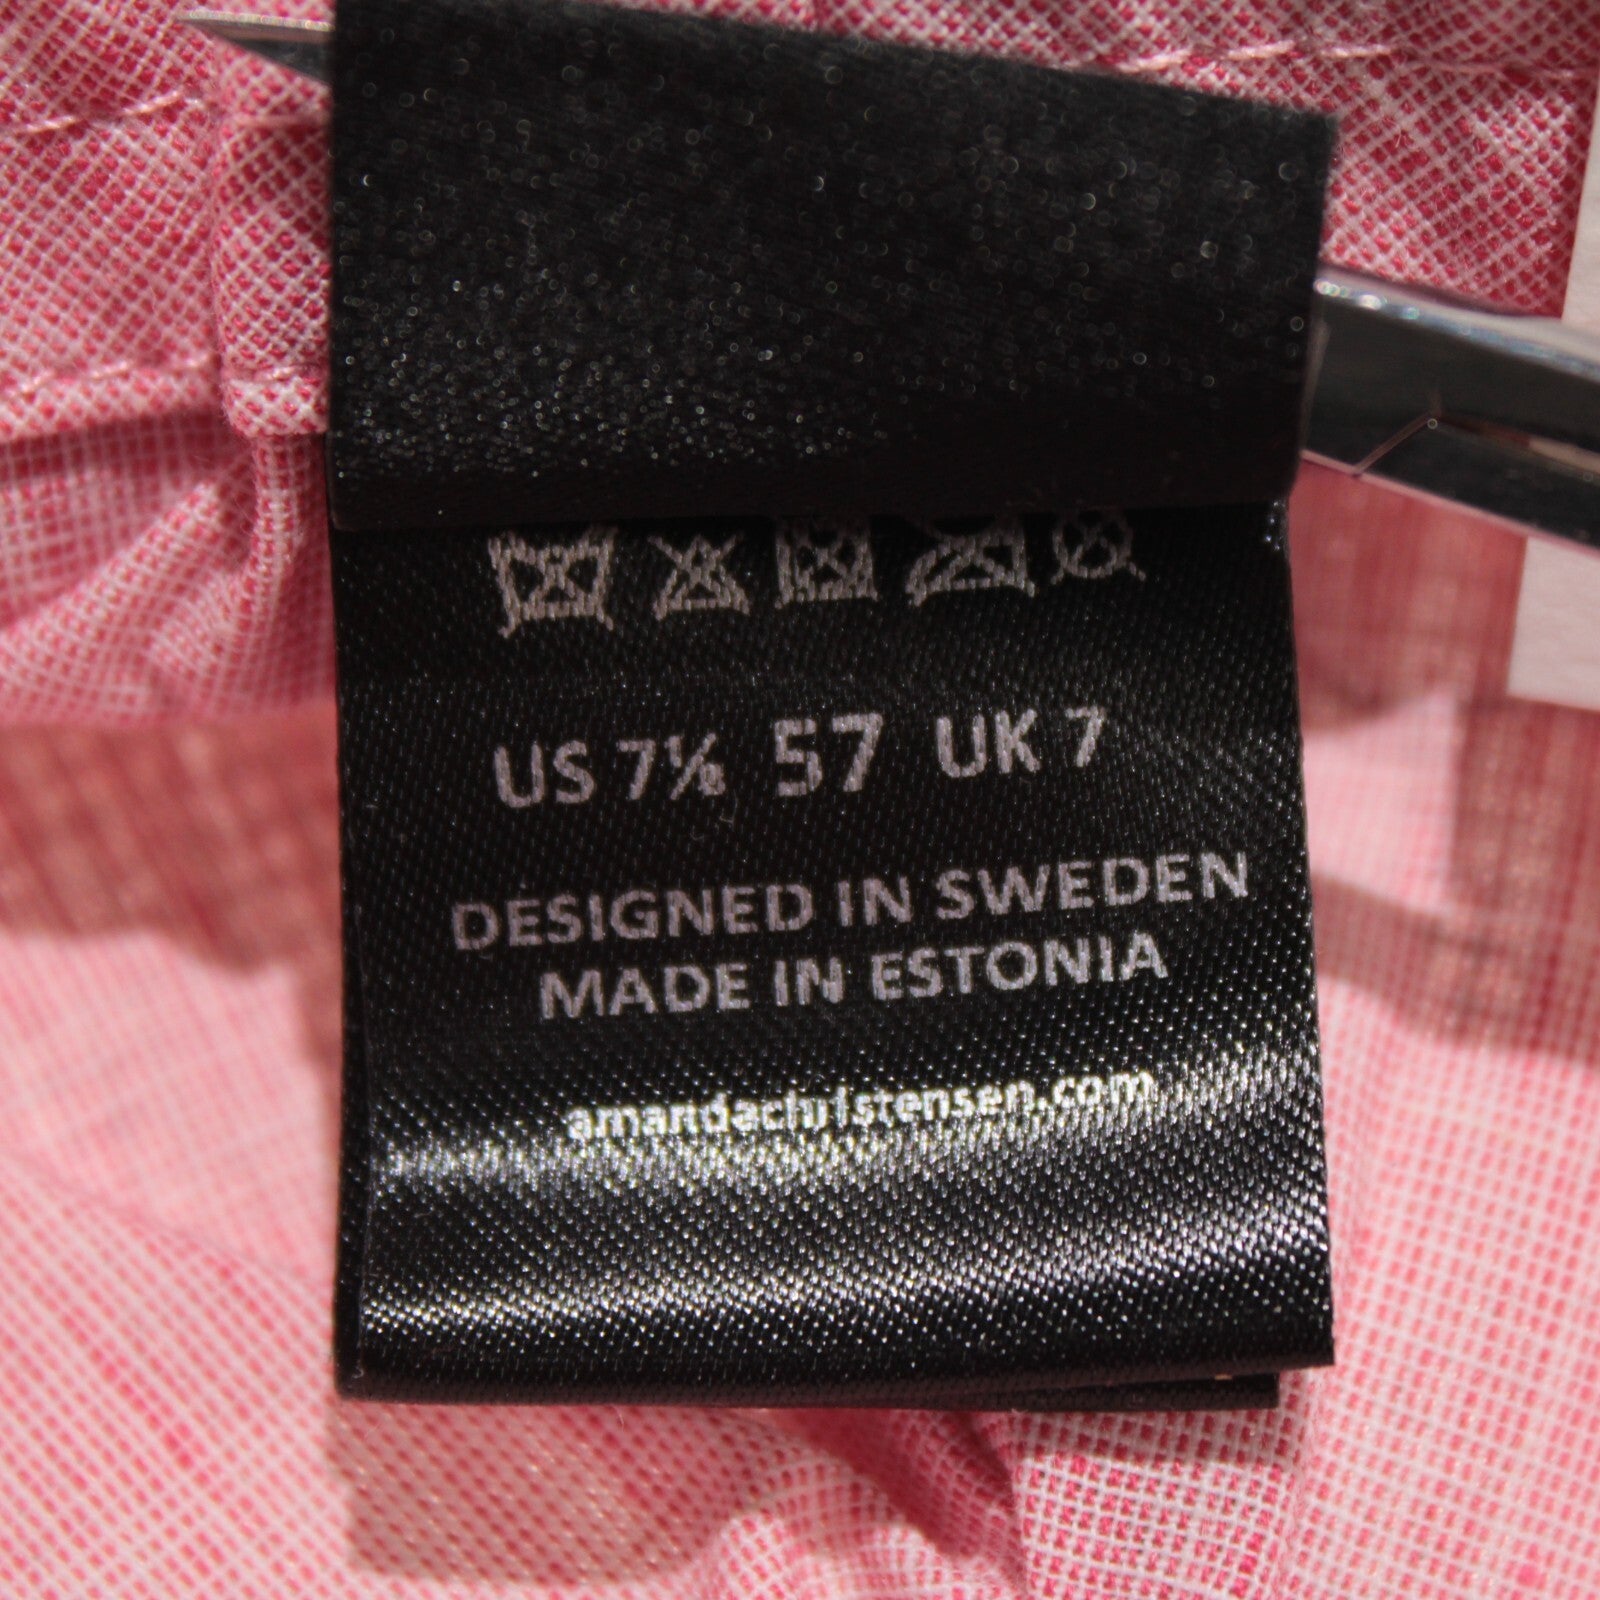 US 7⅛ 57 UK 7
DESIGNED IN SWEDEN
MADE IN ESTONIA
amandachristensen.com